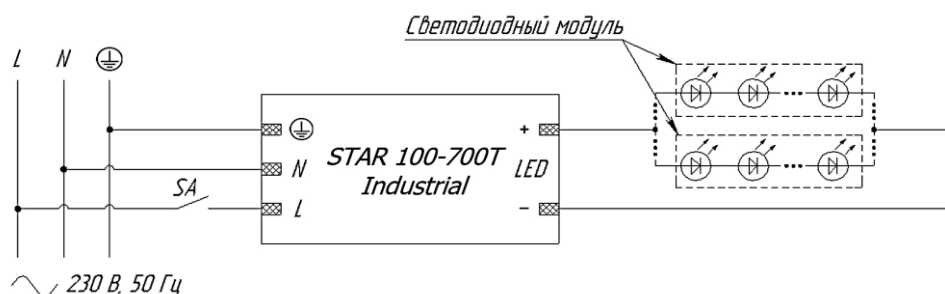 Светодиодный модуль
L N
STAR 100-700T
Industrial
N
L
+
LED
-
SA
230 В, 50 Гц